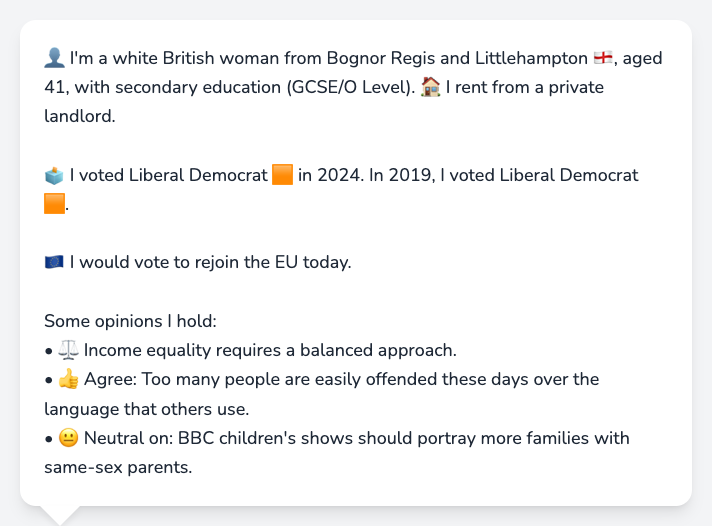 👤 I'm a white British woman from Bognor Regis and Littlehampton 🏴󠁧󠁢󠁥󠁮󠁧󠁿, aged
41, with secondary education (GCSE/O Level). 🏠 I rent from a private
landlord.
🗳️ I voted Liberal Democrat 🟧 in 2024. In 2019, I voted Liberal Democrat
🟧.
🇪🇺 I would vote to rejoin the EU today.
Some opinions I hold:
• ⚖️ Income equality requires a balanced approach.
• 👍 Agree: Too many people are easily offended these days over the
language that others use.
• 😐 Neutral on: BBC children's shows should portray more families with
same-sex parents.